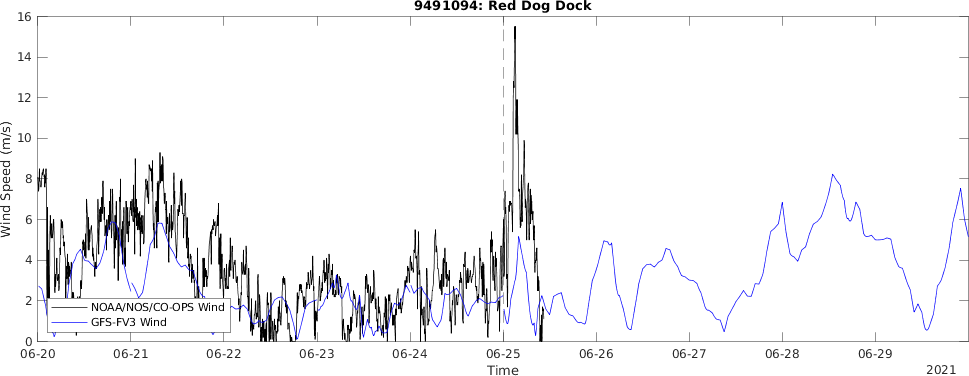 9491094: Red Dog Dock
Wind Speed (m/s)
16
14
12
10
8
6
4
2
0
NOAA/NOS/CO-OPS Wind
GFS-FV3 Wind
06-20 06-21 06-22 06-23 06-24 06-25 06-26 06-27 06-28 06-29
Time
2021